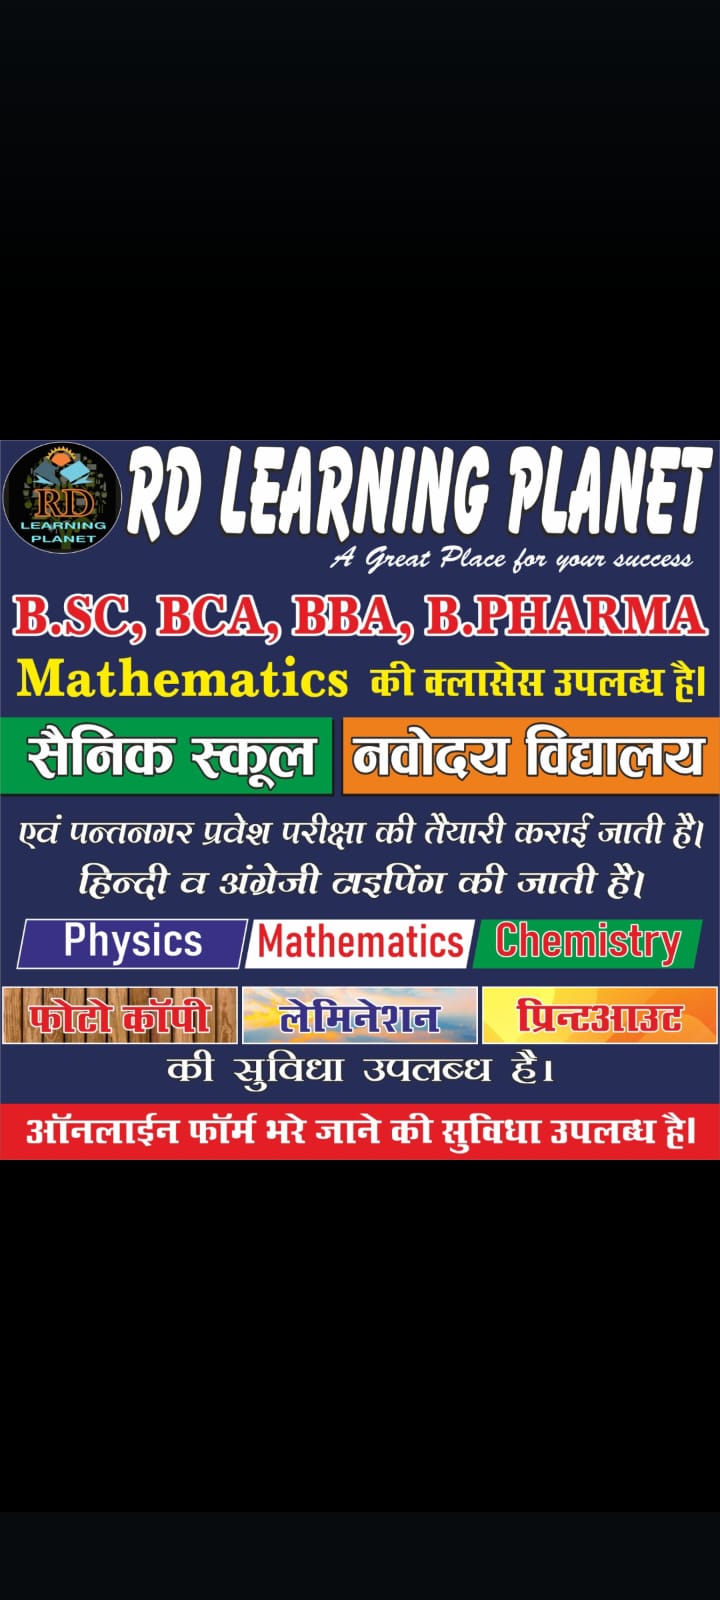 RD
LEARNING
PLANET
RD LEARNING PLANET
A Great Place for your success
B.SC, BCA, BBA, B.PHARMA
Mathematics की क्लासेस उपलब्ध है।
सैनिक स्कूल नवोदय विद्यालय
एवं पन्तनगर प्रवेश परीक्षा की तैयारी कराई जाती है।
हिन्दी व अंग्रेजी टाइपिंग की जाती है।
Physics Mathematics Chemistry
फोटो कॉपी लेमिनेशन प्रिन्टआउट
की सुविधा उपलब्ध है।
ऑनलाईन फॉर्म भरे जाने की सुविधा उपलब्ध है।